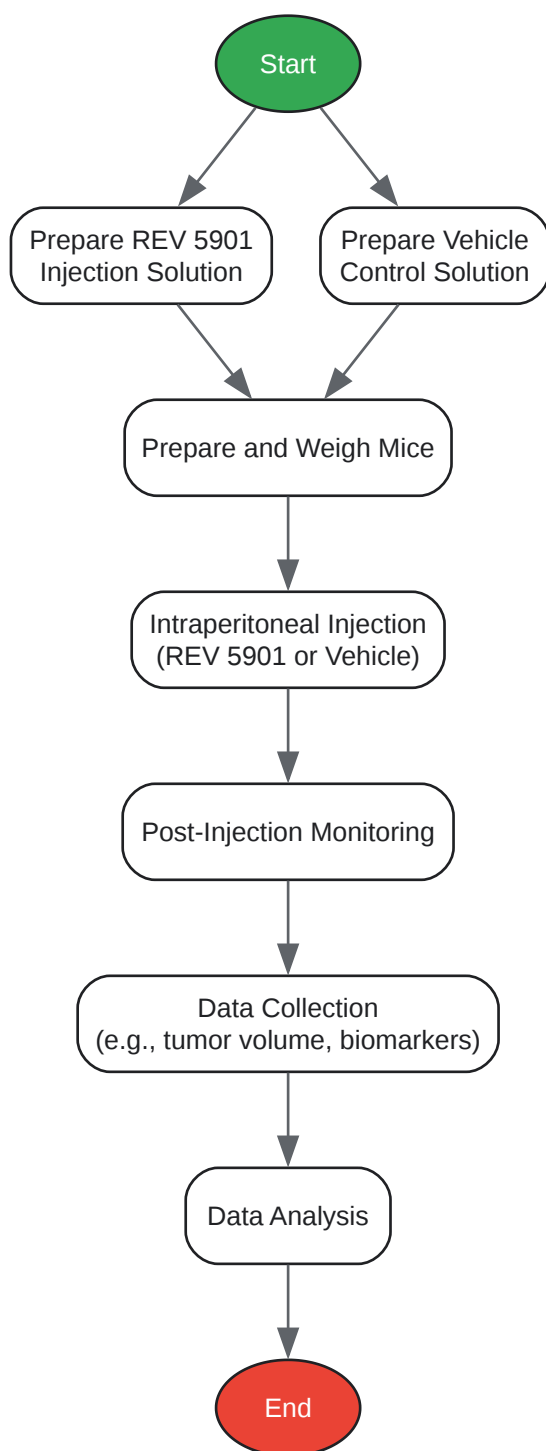 Start
Prepare REV 5901
Injection Solution
Prepare Vehicle
Control Solution
Prepare and Weigh Mice
Intraperitoneal Injection
(REV 5901 or Vehicle)
Post-Injection Monitoring
Data Collection
(e.g., tumor volume, biomarkers)
Data Analysis
End